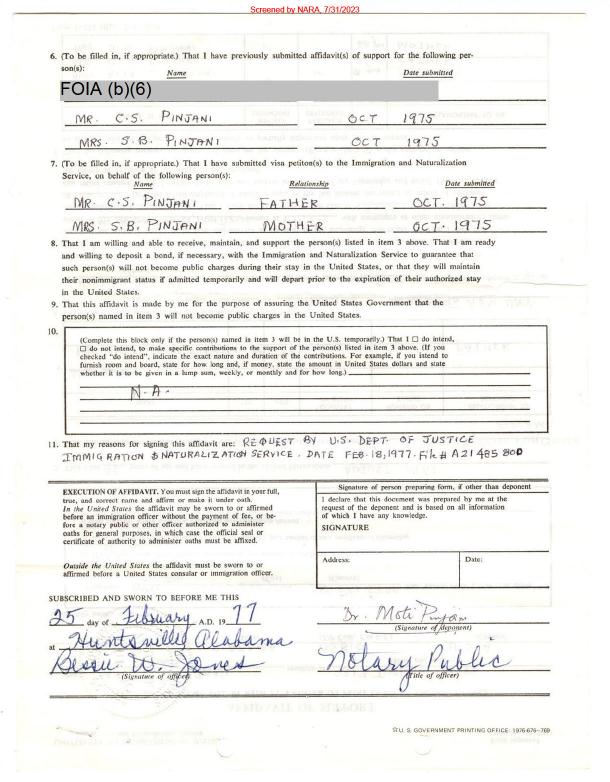 Screened by NARA, 7/31/2023
6. (To be filled in, if appropriate.) That I have previously submitted affidavit(s) of support for the following per-
son(s):
Name Date submitted
FOIA (b)(6)
MR. C.S. PINJANI OCT 1975
MRS. S.B. PINJANI OCT 1975
7. (To be filled in, if appropriate.) That I have submitted visa petiton(s) to the Immigration and Naturalization
Service, on behalf of the following person(s):
Name Relationship Date submitted
MR. C.S. PINJANI FATHER OCT. 1975
MRS. S.B. PINJANI MOTHER OCT. 1975
8. That I am willing and able to receive, maintain, and support the person(s) listed in item 3 above. That I am ready
and willing to deposit a bond, if necessary, with the Immigration and Naturalization Service to guarantee that
such person(s) will not become public charges during their stay in the United States, or that they will maintain
their nonimmigrant status if admitted temporarily and will depart prior to the expiration of their authorized stay
in the United States.
9. That this affidavit is made by me for the purpose of assuring the United States Government that the
person(s) named in item 3 will not become public charges in the United States.
10.
(Complete this block only if the person(s) named in item 3 will be in the U.S. temporarily.) That I ☐ do intend,
☐ do not intend, to make specific contributions to the support of the person(s) listed in item 3 above. (If you
checked "do intend", indicate the exact nature and duration of the contributions. For example, if you intend to
furnish room and board, state for how long and, if money, state the amount in United States dollars and state
whether it is to be given in a lump sum, weekly, or monthly and for how long.)
N.A.
11. That my reasons for signing this affidavit are: REQUEST BY U.S. DEPT. OF JUSTICE
IMMIGRATION & NATURALIZATION SERVICE. DATE FEB.18,1977. File # A21 485 800
EXECUTION OF AFFIDAVIT. You must sign the affidavit in your full,
true, and correct name and affirm or make it under oath.
In the United States the affidavit may be sworn to or affirmed
before an immigration officer without the payment of fee, or be-
fore a notary public or other officer authorized to administer
oaths for general purposes, in which case the official seal or
certificate of authority to administer oaths must be affixed.
Outside the United States the affidavit must be sworn to or
affirmed before a United States consular or immigration officer.
Signature of person preparing form, if other than deponent
I declare that this document was prepared by me at the
request of the deponent and is based on all information
of which I have any knowledge.
SIGNATURE
Address: Date:
SUBSCRIBED AND SWORN TO BEFORE ME THIS
25 day of February A.D. 19 77
Dr. Moti Pinjani
(Signature of deponent)
at Huntsville, Alabama
Bessie W. Jones Notary Public
(Signature of officer) (Title of officer)
☆U. S. GOVERNMENT PRINTING OFFICE: 1976-676-769